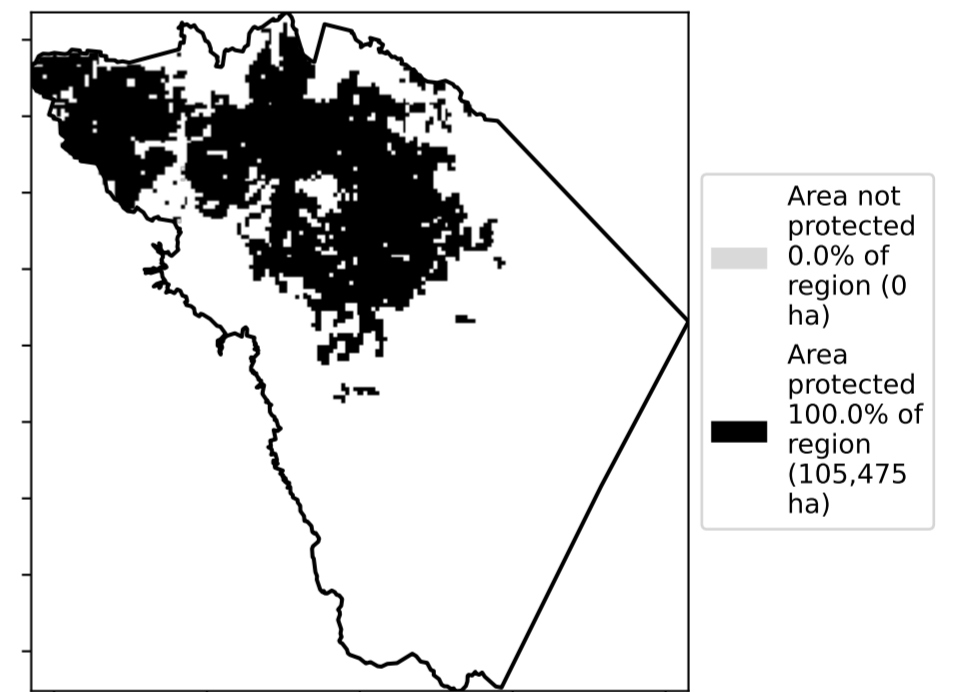 Area not
protected
0.0% of
region (0
ha)
Area
protected
100.0% of
region
(105,475
ha)